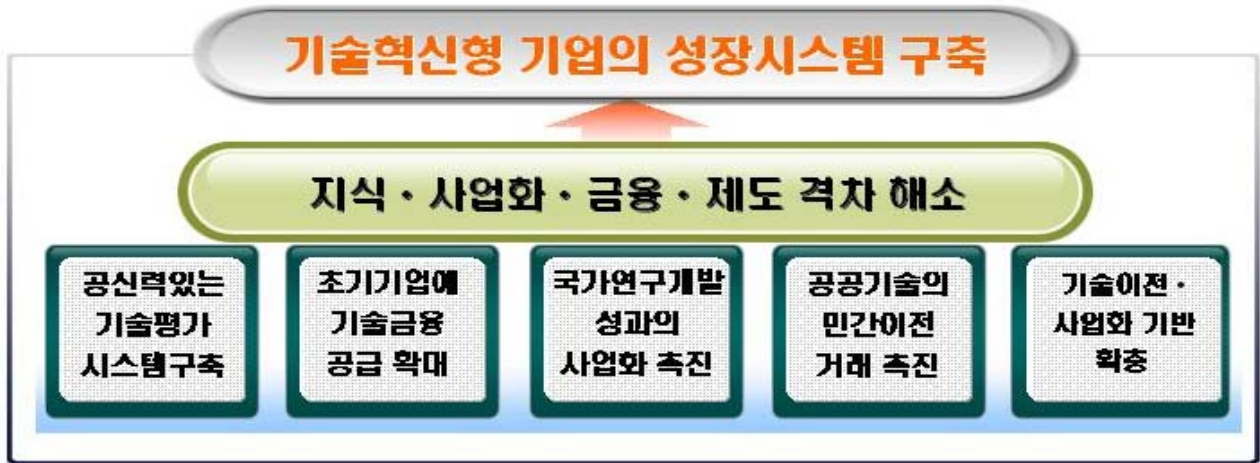 기술혁신형 기업의 성장시스템 구축
지식 · 사업화 · 금융 · 제도 격차 해소
공신력있는
기술평가
시스템구축
초기기업에
기술금융
공급 확대
국가연구개발
성과의
사업화 촉진
공공기술의
민간이전
거래 촉진
기술이전 ·
사업화 기반
확충